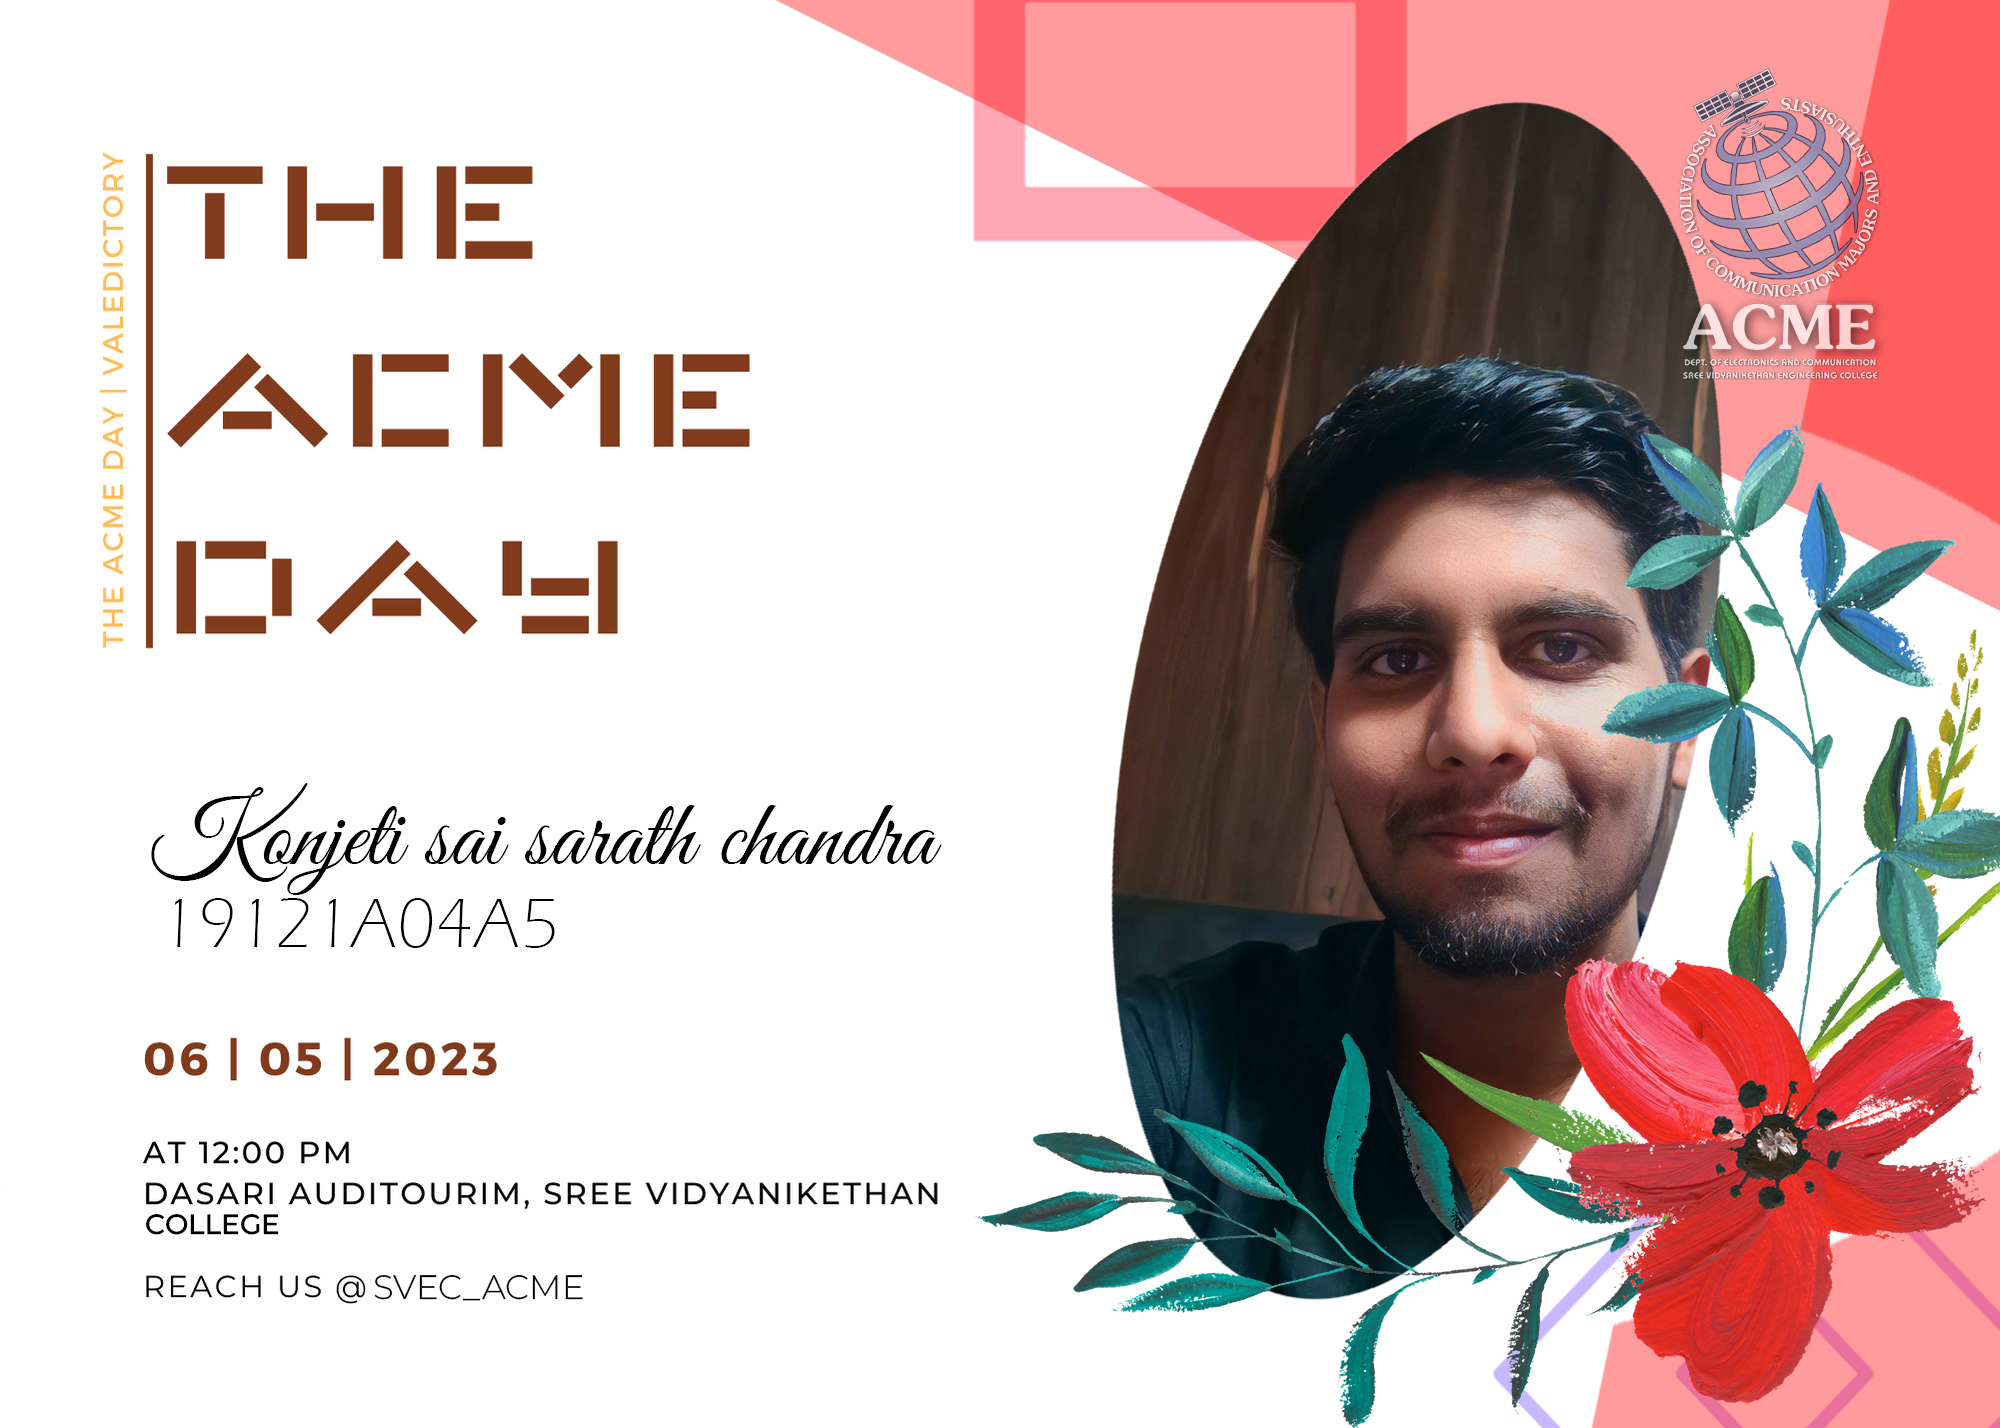 THE ACME DAY | VALEDICTORY
THE
ACME
DAY
Konjeti sai sarath chandra
19121A04A5
06 | 05 | 2023
AT 12:00 PM
DASARI AUDITOURIM, SREE VIDYANIKETHAN
COLLEGE
REACH US @SVEC_ACME
ASSOCIATION OF COMMUNICATION MAJORS AND ENTHUSIASTS
ACME
DEPT. OF ELECTRONICS AND COMMUNICATION
SREE VIDYANIKETHAN ENGINEERING COLLEGE